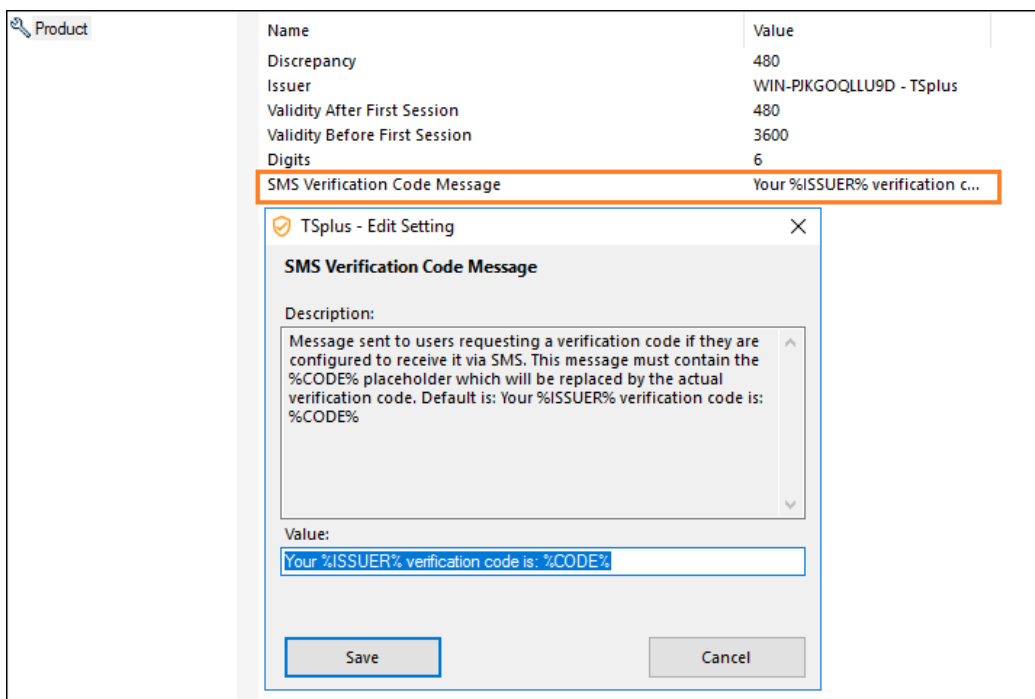 Product
Name Value
Discrepancy 480
Issuer WIN-PJKGOQLLU9D - TSplus
Validity After First Session 480
Validity Before First Session 3600
Digits 6
SMS Verification Code Message Your %ISSUER% verification c...
TSplus - Edit Setting
SMS Verification Code Message
Description:
Message sent to users requesting a verification code if they are
configured to receive it via SMS. This message must contain the
%CODE% placeholder which will be replaced by the actual
verification code. Default is: Your %ISSUER% verification code is:
%CODE%
Value:
Your %ISSUER% verification code is: %CODE%
Save Cancel